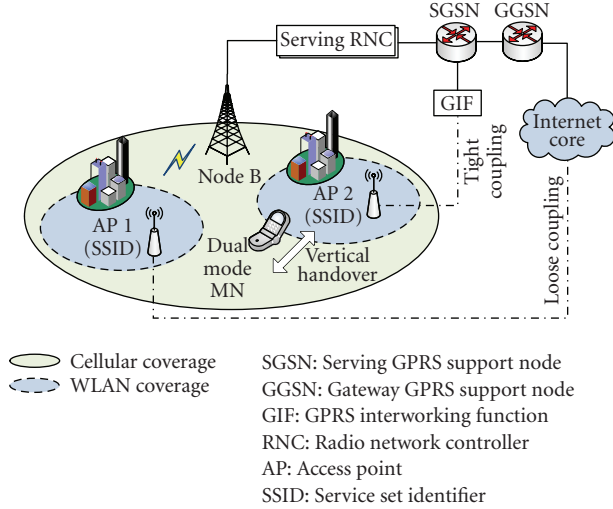 SGSN
GGSN
Serving RNC
GIF
Internet
core
Tight
coupling
Node B
AP 2
(SSID)
AP 1
(SSID)
Dual
mode
MN
Vertical
handover
Loose coupling
Cellular coverage
WLAN coverage
SGSN: Serving GPRS support node
GGSN: Gateway GPRS support node
GIF: GPRS interworking function
RNC: Radio network controller
AP: Access point
SSID: Service set identifier